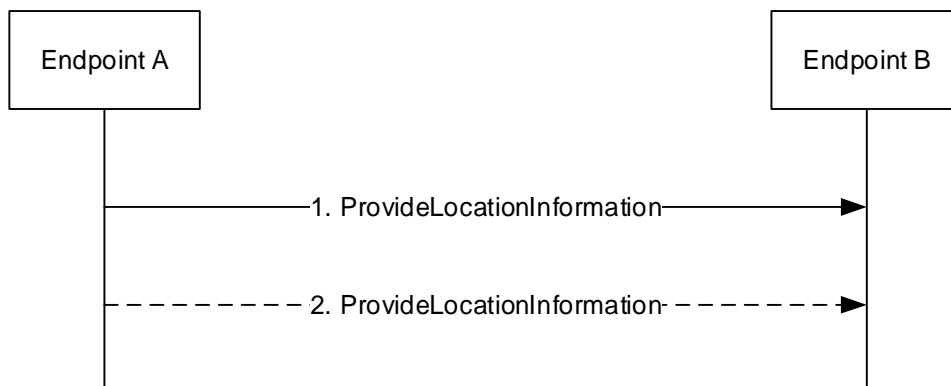 Endpoint A
Endpoint B
1. ProvideLocationInformation
2. ProvideLocationInformation